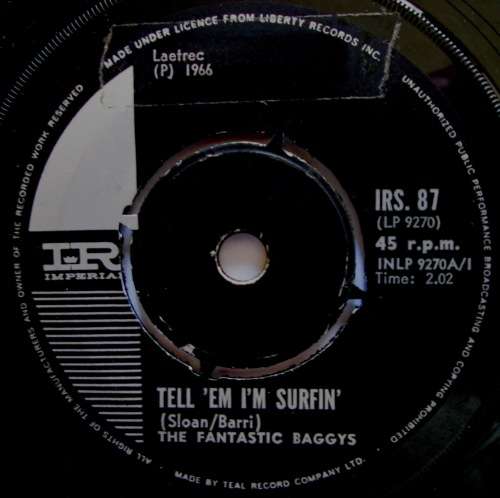 MADE UNDER LICENCE FROM LIBERTY RECORDS INC.
UNAUTHORIZED PUBLIC PERFORMANCE BROADCASTING AND COPYING PROHIBITED
ALL RIGHTS OF THE MANUFACTURERS AND OWNER OF THE RECORDED WORK RESERVED
Laetrec
(P) 1966
IR
IMPERIAL
IRS. 87
(LP 9270)
45 r.p.m.
INLP 9270A/1
Time: 2.02
TELL 'EM I'M SURFIN'
(Sloan/Barri)
THE FANTASTIC BAGGYS
MADE BY TEAL RECORD COMPANY LTD.